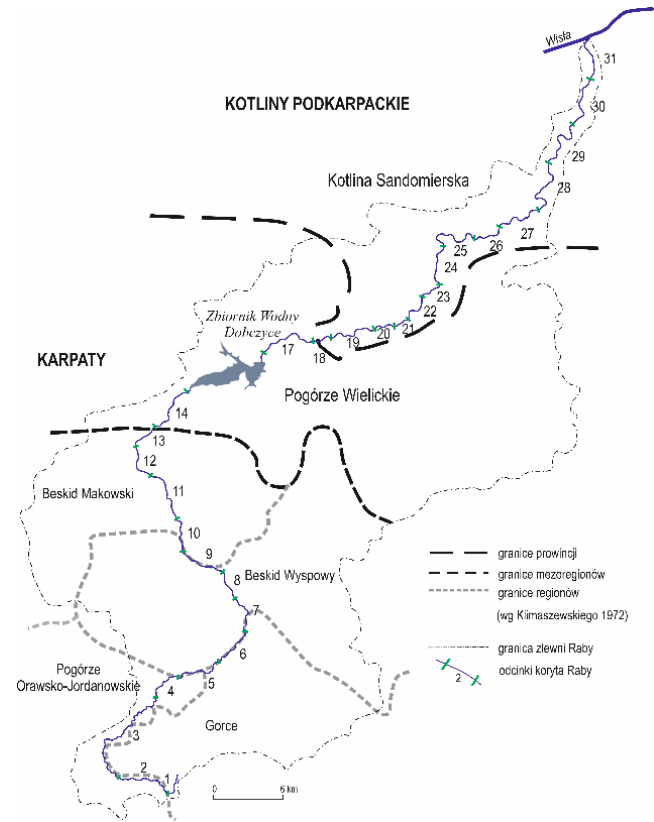 Wisła
31
30
KOTLINY PODKARPACKIE
29
Kotlina Sandomierska
28
27
26
25
24
23
22
21
20
19
18
17
Zbiornik Wodny
Dobczyce
KARPATY
Pogórze Wielickie
14
13
12
Beskid Makowski
11
10
9
Beskid Wyspowy
8
7
6
5
4
Pogórze
Orawsko-Jordanowskie
3
Gorce
2
1
0 6 km
granice prowincji
granice mezoregionów
granice regionów
(wg Klimaszewskiego 1972)
granica zlewni Raby
2 odcinki koryta Raby